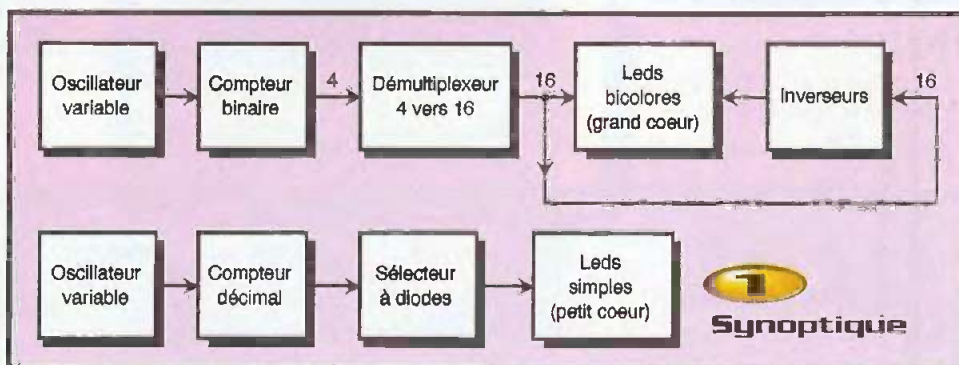 Oscillateur
variable
Compteur
binaire
4
Démultiplexeur
4 vers 16
16
Leds
bicolores
(grand coeur)
Inverseurs
16
Oscillateur
variable
Compteur
décimal
Sélecteur
à diodes
Leds
simples
(petit coeur)
1
Synoptique